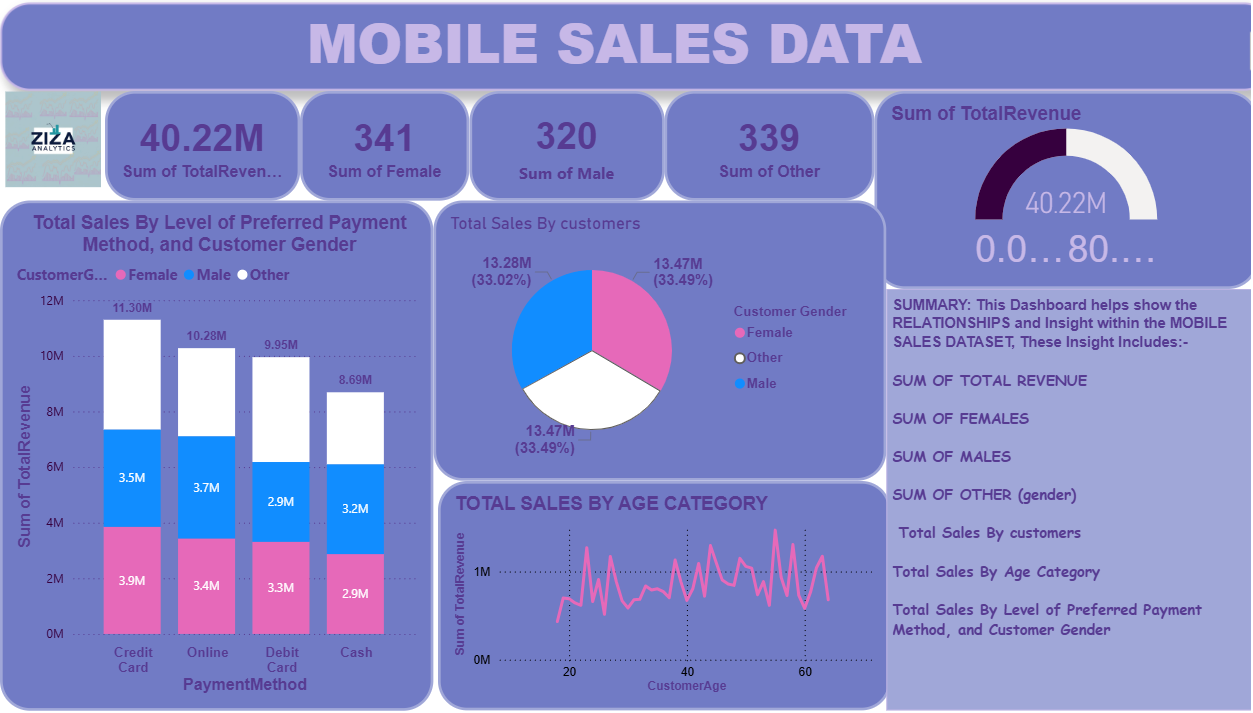 MOBILE SALES DATA
ZIZA
ANALYTICS
40.22M
Sum of TotalReven...
341
Sum of Female
320
Sum of Male
339
Sum of Other
Sum of TotalRevenue
40.22M
0.0... 80....
Total Sales By Level of Preferred Payment
Method, and Customer Gender
CustomerG... Female Male Other
Sum of TotalRevenue
12M
10M
8M
6M
4M
2M
0M
11.30M
10.28M
9.95M
8.69M
3.5M
3.7M
2.9M
3.2M
3.9M
3.4M
3.3M
2.9M
Credit
Card
Online
Debit
Card
Cash
PaymentMethod
Total Sales By customers
13.28M
(33.02%)
13.47M
(33.49%)
13.47M
(33.49%)
Customer Gender
Female
Other
Male
TOTAL SALES BY AGE CATEGORY
Sum of TotalRevenue
1M
0M
20 40 60
CustomerAge
SUMMARY: This Dashboard helps show the
RELATIONSHIPS and Insight within the MOBILE
SALES DATASET, These Insight Includes:-
SUM OF TOTAL REVENUE
SUM OF FEMALES
SUM OF MALES
SUM OF OTHER (gender)
Total Sales By customers
Total Sales By Age Category
Total Sales By Level of Preferred Payment
Method, and Customer Gender